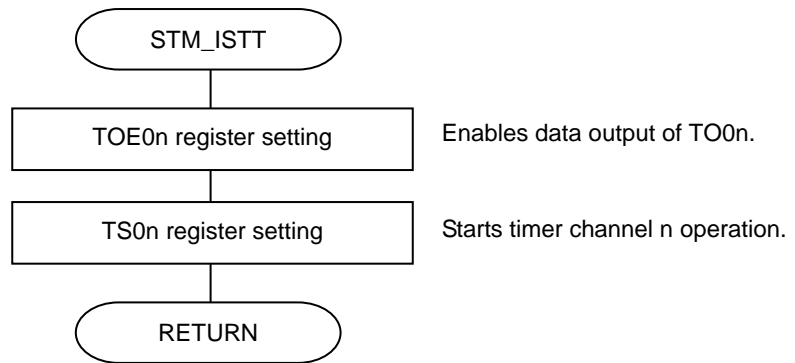 STM_ISTT
TOE0n register setting
Enables data output of TO0n.
TS0n register setting
Starts timer channel n operation.
RETURN